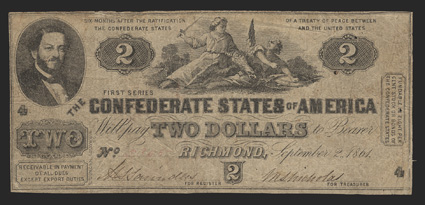 SIX MONTHS AFTER THE RATIFICATION OF A TREATY OF PEACE BETWEEN
THE CONFEDERATE STATES AND THE UNITED STATES
2 2
FIRST SERIES
THE CONFEDERATE STATES OF AMERICA
4
TWO
Will pay TWO DOLLARS to Bearer
Nº RICHMOND, September 2, 1861.
RECEIVABLE IN PAYMENT
OF ALL DUES
EXCEPT EXPORT DUTIES
2
4
FOR REGISTER FOR TREASURER